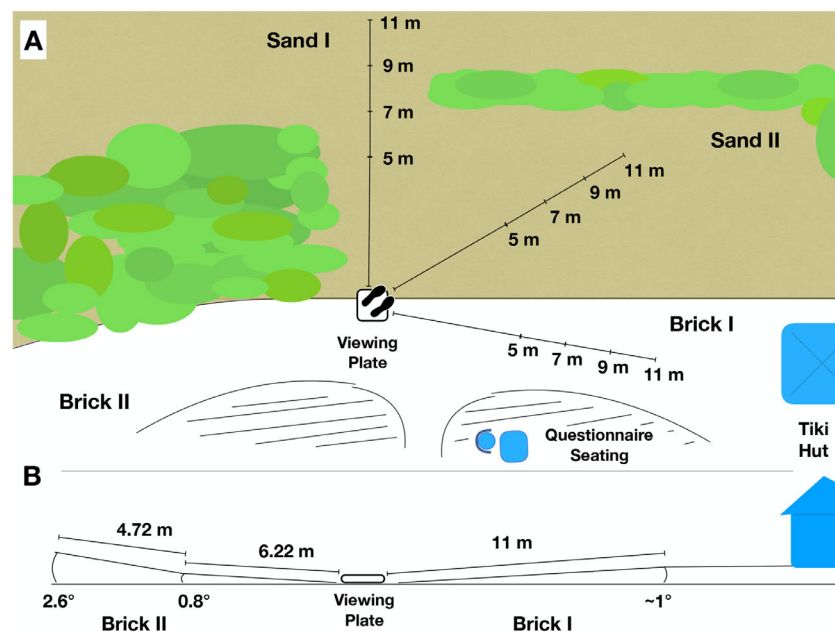 A
Sand I
11 m
9 m
7 m
5 m
Sand II
11 m
9 m
7 m
5 m
Viewing
Plate
Brick I
5 m
7 m
9 m
11 m
Brick II
Questionnaire
Seating
Tiki
Hut
B
4.72 m
6.22 m
11 m
2.6°
0.8°
Viewing
Plate
~1°
Brick II
Brick I